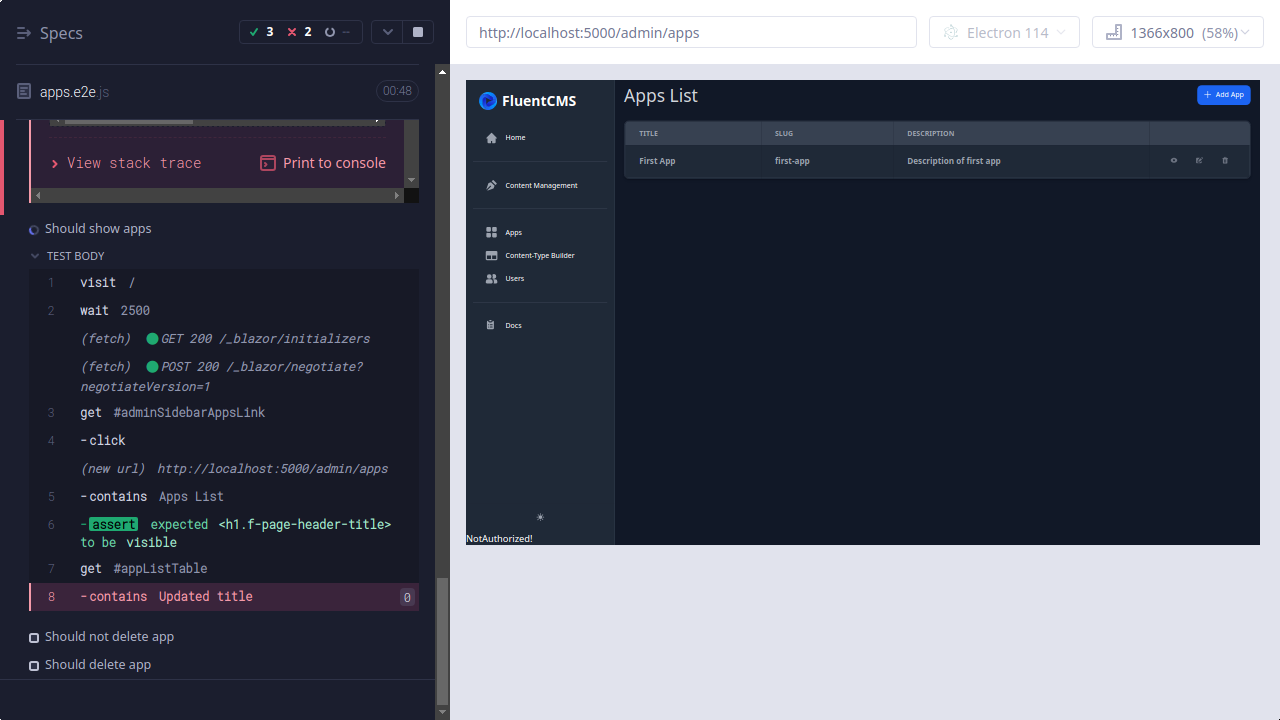 Specs
3
2
--
apps.e2e.js
00:48
View stack trace
Print to console
Should show apps
TEST BODY
1 visit /
2 wait 2500
(fetch) GET 200 /_blazor/initializers
(fetch) POST 200 /_blazor/negotiate?
negotiateVersion=1
3 get #adminSidebarAppsLink
4 -click
(new url) http://localhost:5000/admin/apps
5 -contains Apps List
6 -assert expected <h1.f-page-header-title>
to be visible
7 get #appListTable
8 -contains Updated title 0
Should not delete app
Should delete app
http://localhost:5000/admin/apps
Electron 114
1366x800 (58%)
FluentCMS
Home
Content Management
Apps
Content-Type Builder
Users
Docs
NotAuthorized!
Apps List
+ Add App
TITLE SLUG DESCRIPTION
First App first-app Description of first app